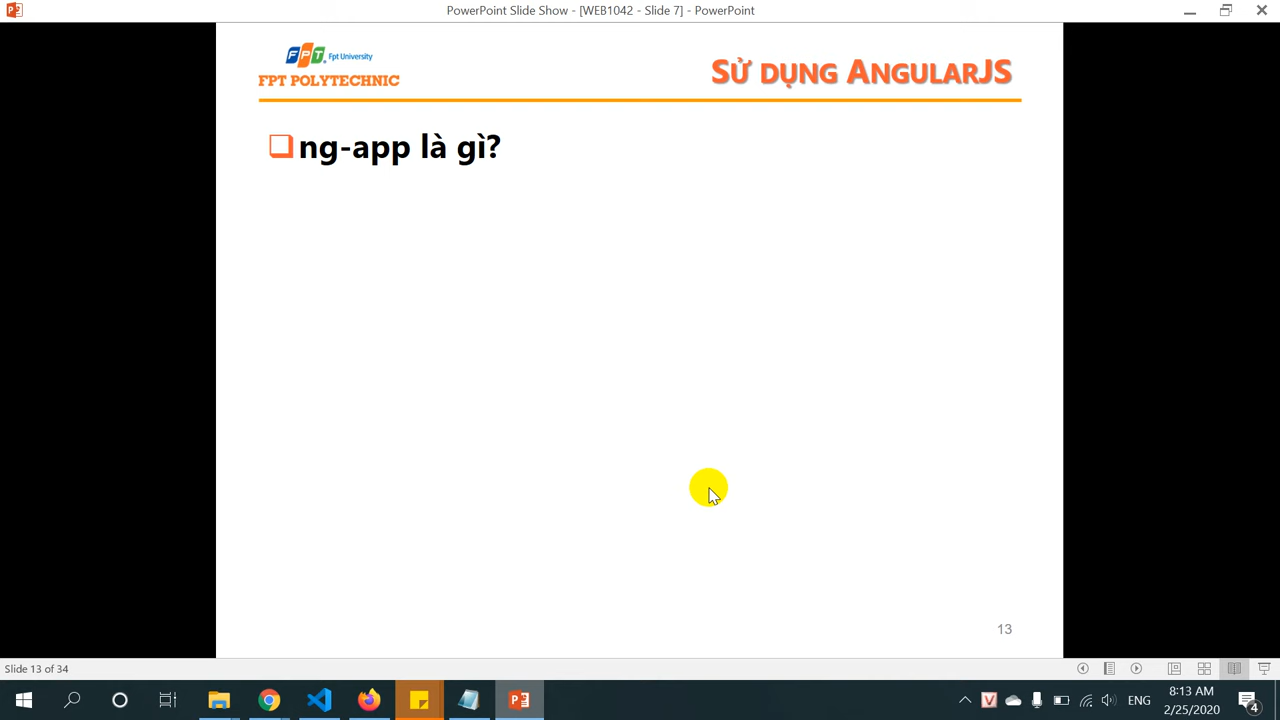 PowerPoint Slide Show - [WEB1042 - Slide 7] - PowerPoint
FPT. Fpt University
FPT POLYTECHNIC
SỬ DỤNG ANGULARJS
ng-app là gì?
13
Slide 13 of 34
ENG
8:13 AM
2/25/2020
4